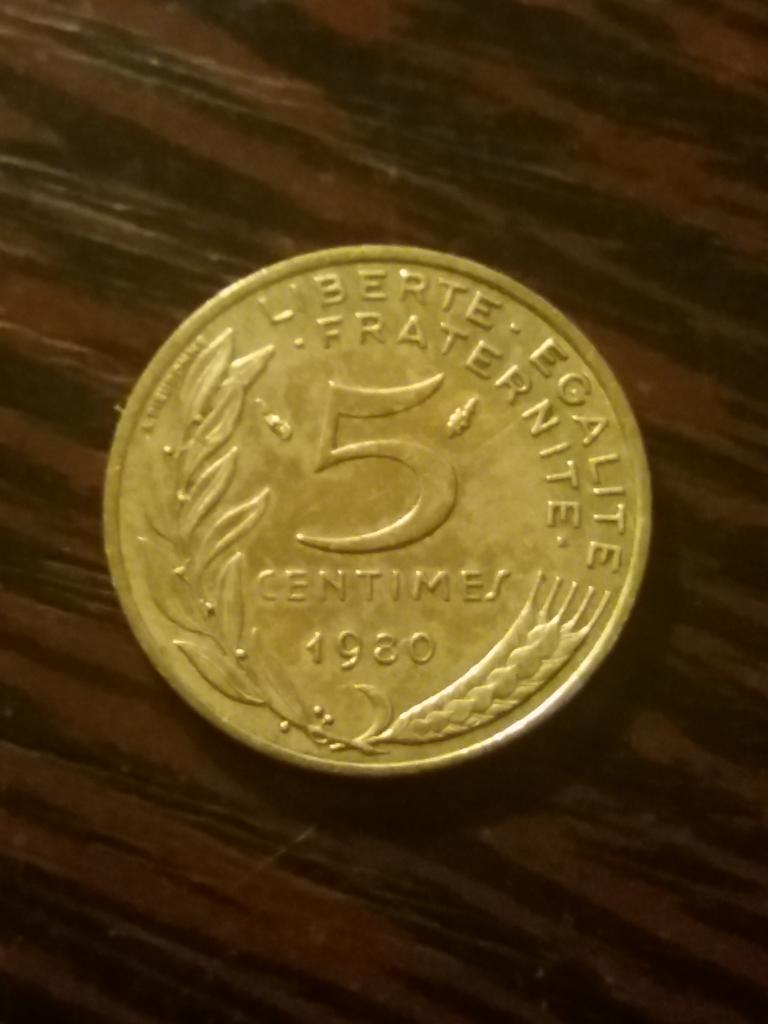 LIBERTE · EGALITE
· FRATERNITE ·
5
CENTIMES
1980